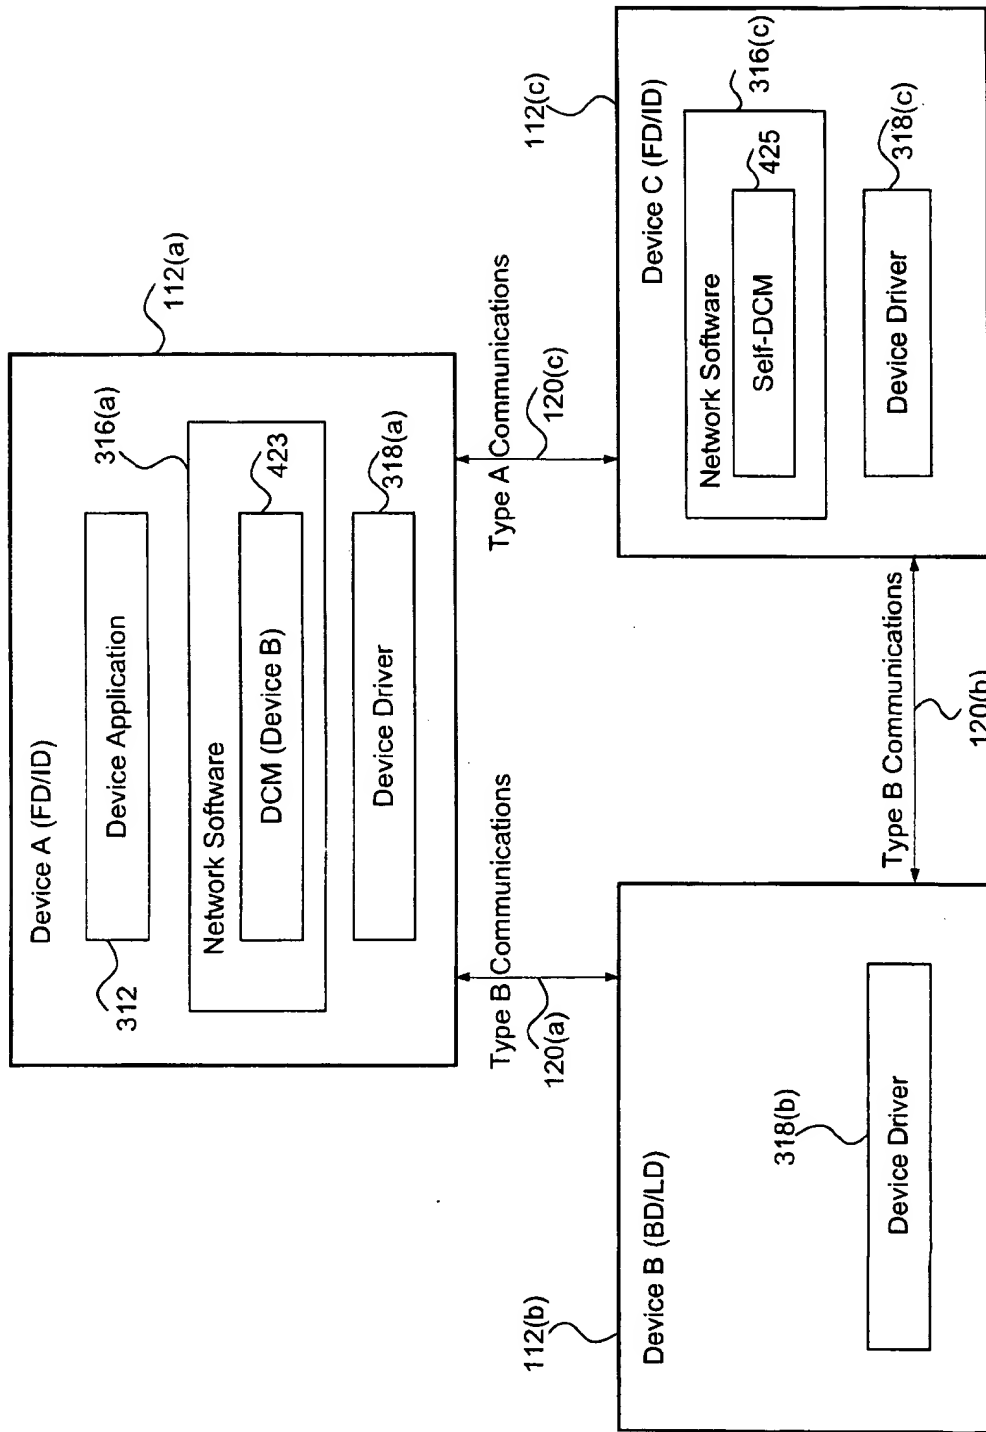 Device A (FD/ID)
112(a)
Device Application
312
316(a)
Network Software
DCM (Device B)
423
Device Driver
318(a)
Type B Communications
120(a)
Type A Communications
120(c)
112(b)
Device B (BD/LD)
318(b)
Device Driver
Type B Communications
120(b)
112(c)
Device C (FD/ID)
316(c)
Network Software
Self-DCM
425
Device Driver
318(c)